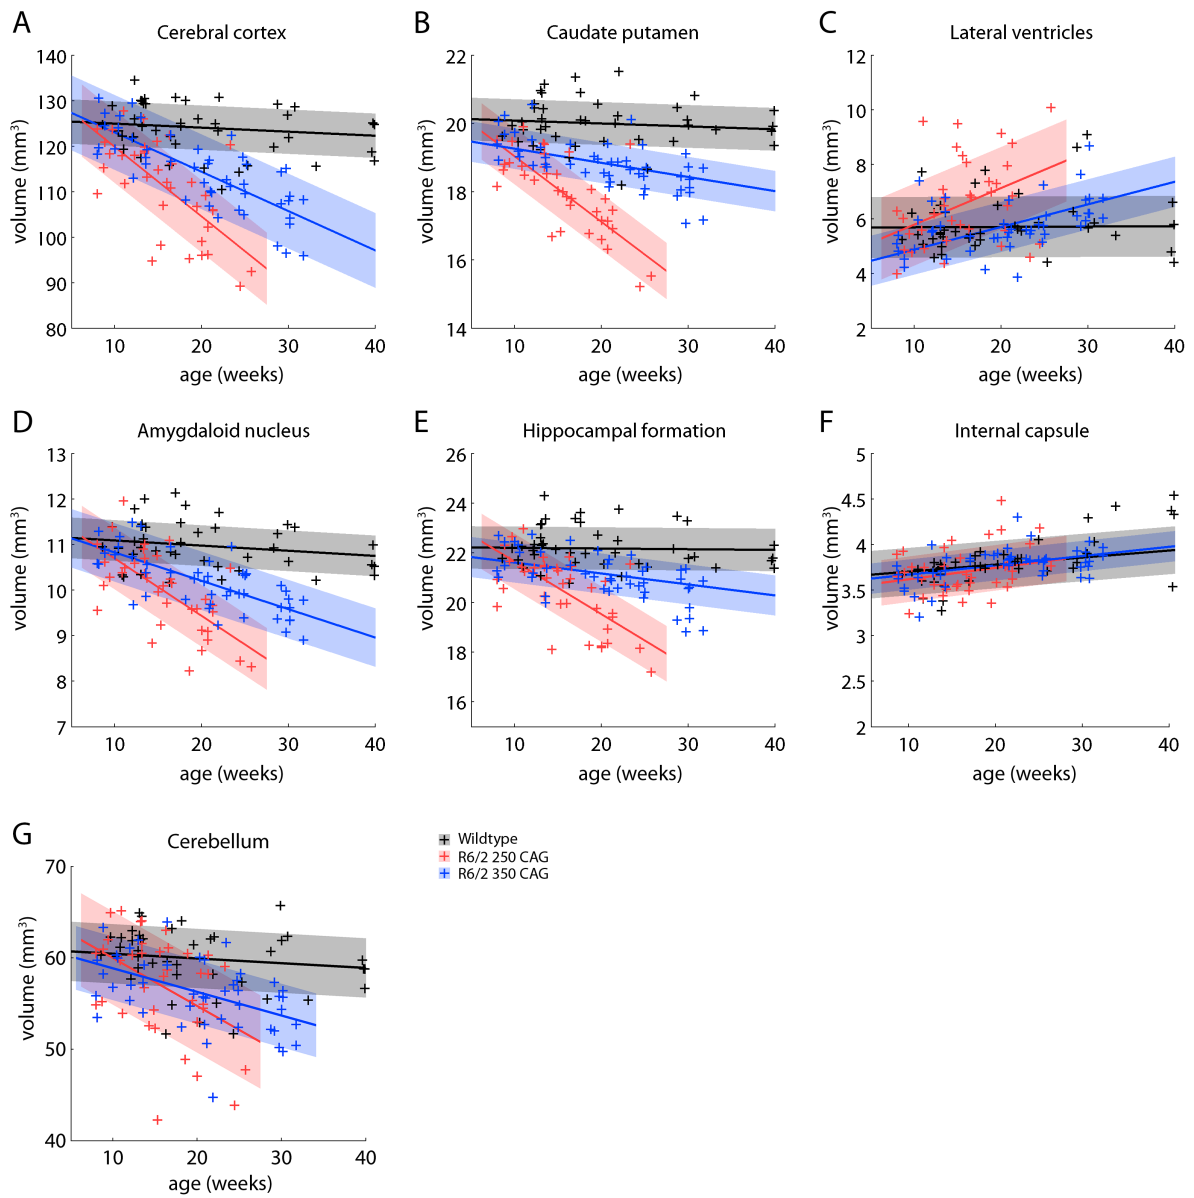 A Cerebral cortex
volume (mm³)
140
130
120
110
100
90
80
10 20 30 40
age (weeks)
B Caudate putamen
volume (mm³)
22
20
18
16
14
10 20 30 40
age (weeks)
C Lateral ventricles
volume (mm³)
12
10
8
6
4
2
10 20 30 40
age (weeks)
D Amygdaloid nucleus
volume (mm³)
13
12
11
10
9
8
7
10 20 30 40
age (weeks)
E Hippocampal formation
volume (mm³)
26
24
22
20
18
16
10 20 30 40
age (weeks)
F Internal capsule
volume (mm³)
5
4.5
4
3.5
3
2.5
2
10 20 30 40
age (weeks)
G Cerebellum
volume (mm³)
70
60
50
40
10 20 30 40
age (weeks)
Wildtype
R6/2 250 CAG
R6/2 350 CAG